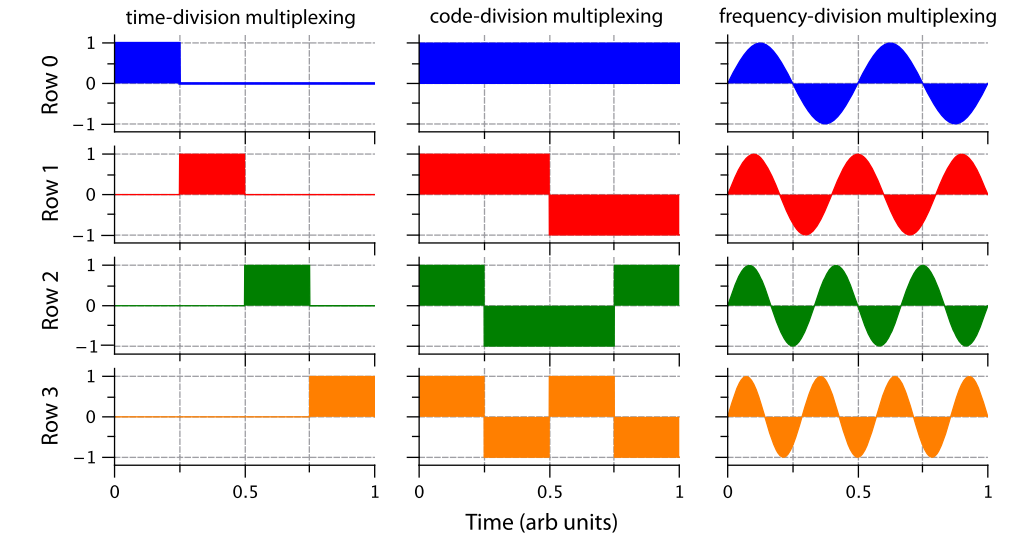 time-division multiplexing code-division multiplexing frequency-division multiplexing
Row 0
1
0
−1
Row 1
1
0
−1
Row 2
1
0
−1
Row 3
1
0
−1
0 0.5 1 0 0.5 1 0 0.5 1
Time (arb units)